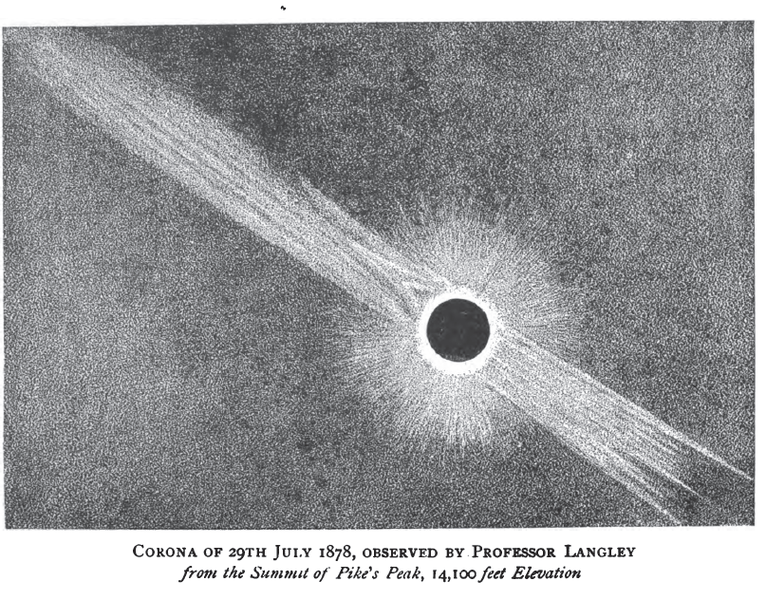 Corona of 29th July 1878, observed by Professor Langley
from the Summit of Pike's Peak, 14,100 feet Elevation